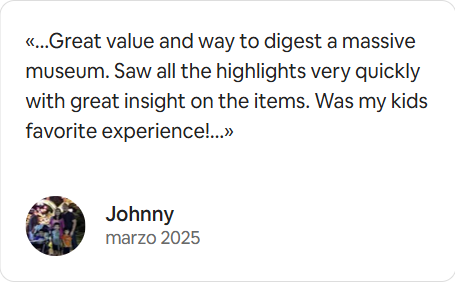 «...Great value and way to digest a massive
museum. Saw all the highlights very quickly
with great insight on the items. Was my kids
favorite experience!...»
Johnny
marzo 2025